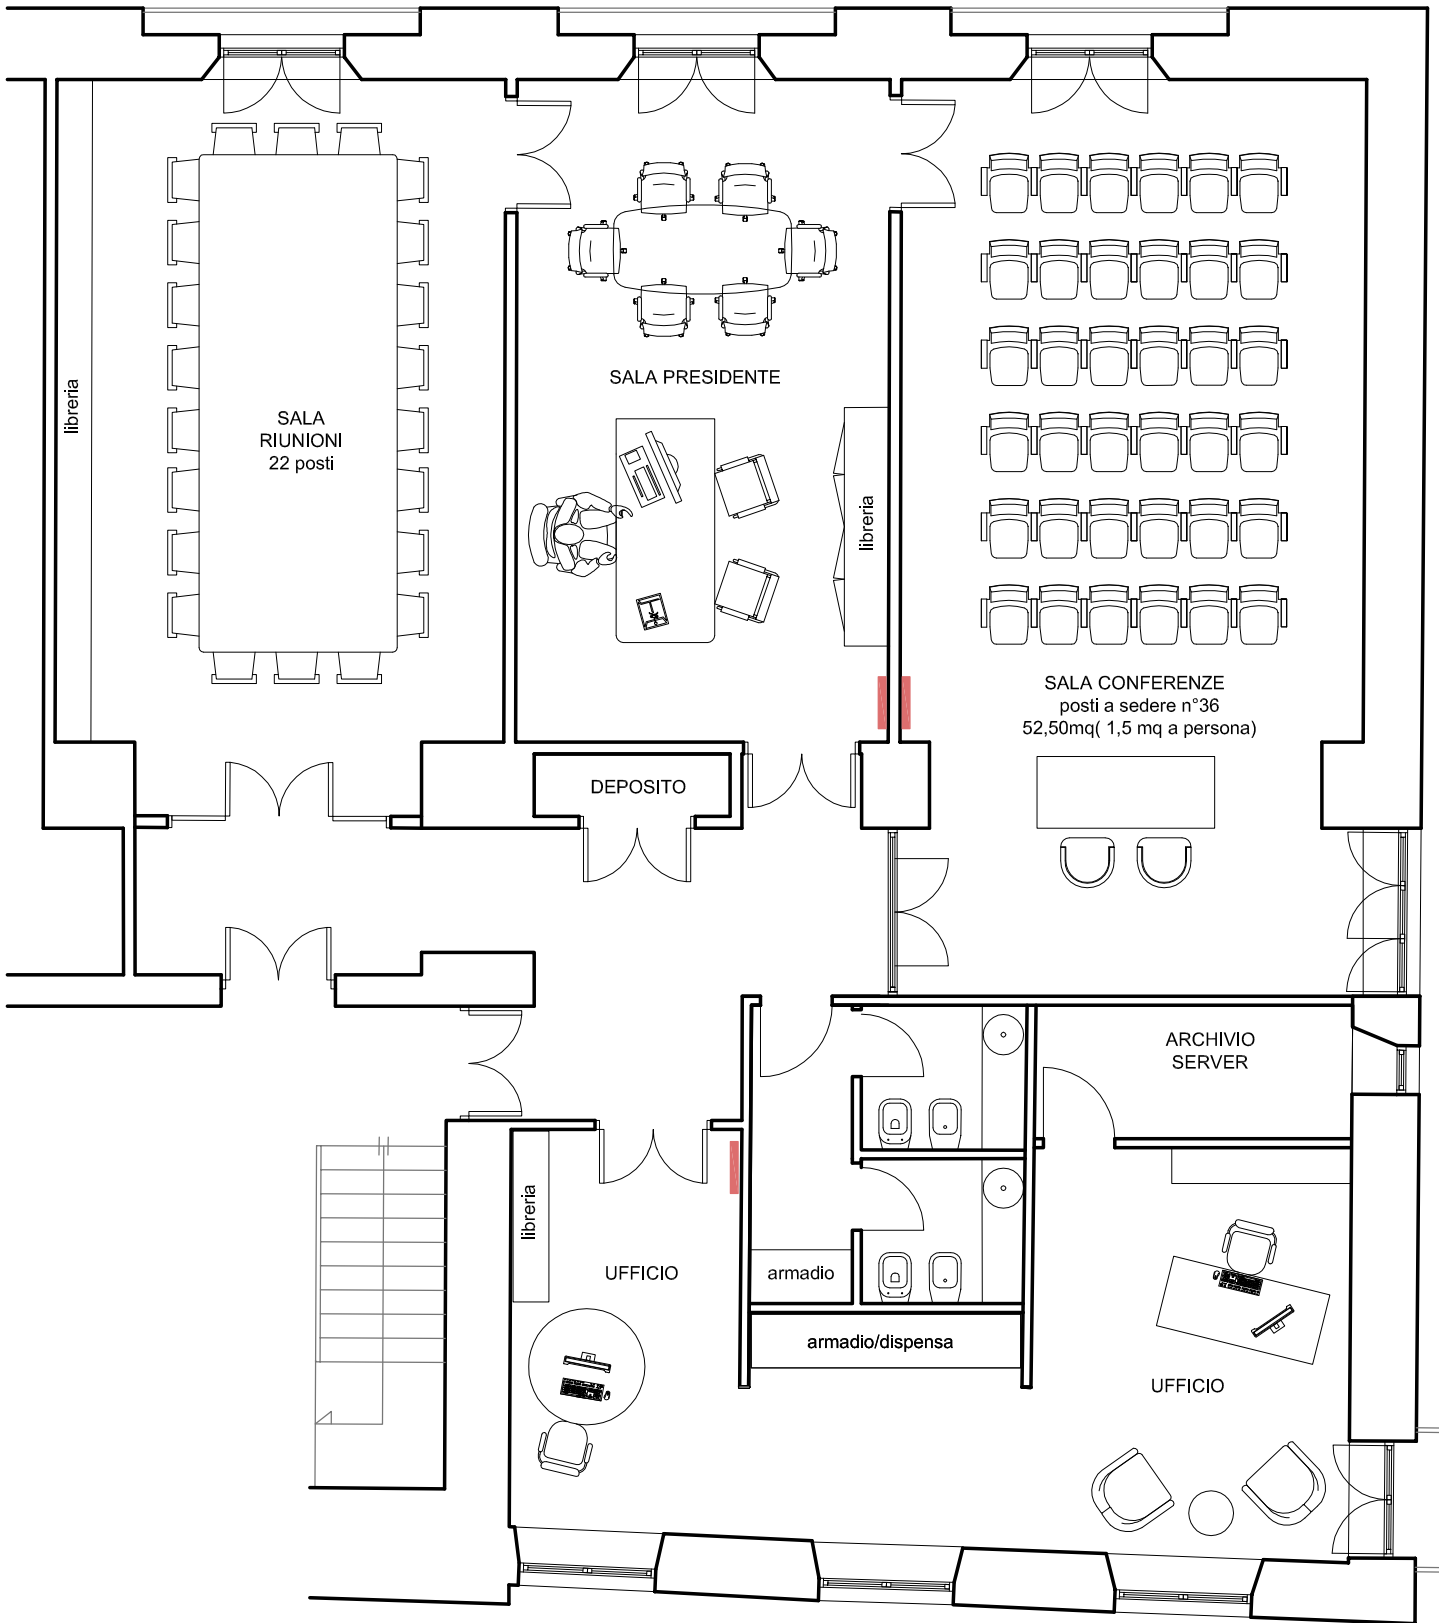 libreria
SALA
RIUNIONI
22 posti
SALA PRESIDENTE
libreria
SALA CONFERENZE
posti a sedere n°36
52,50mq( 1,5 mq a persona)
DEPOSITO
ARCHIVIO
SERVER
libreria
UFFICIO
armadio
armadio/dispensa
UFFICIO